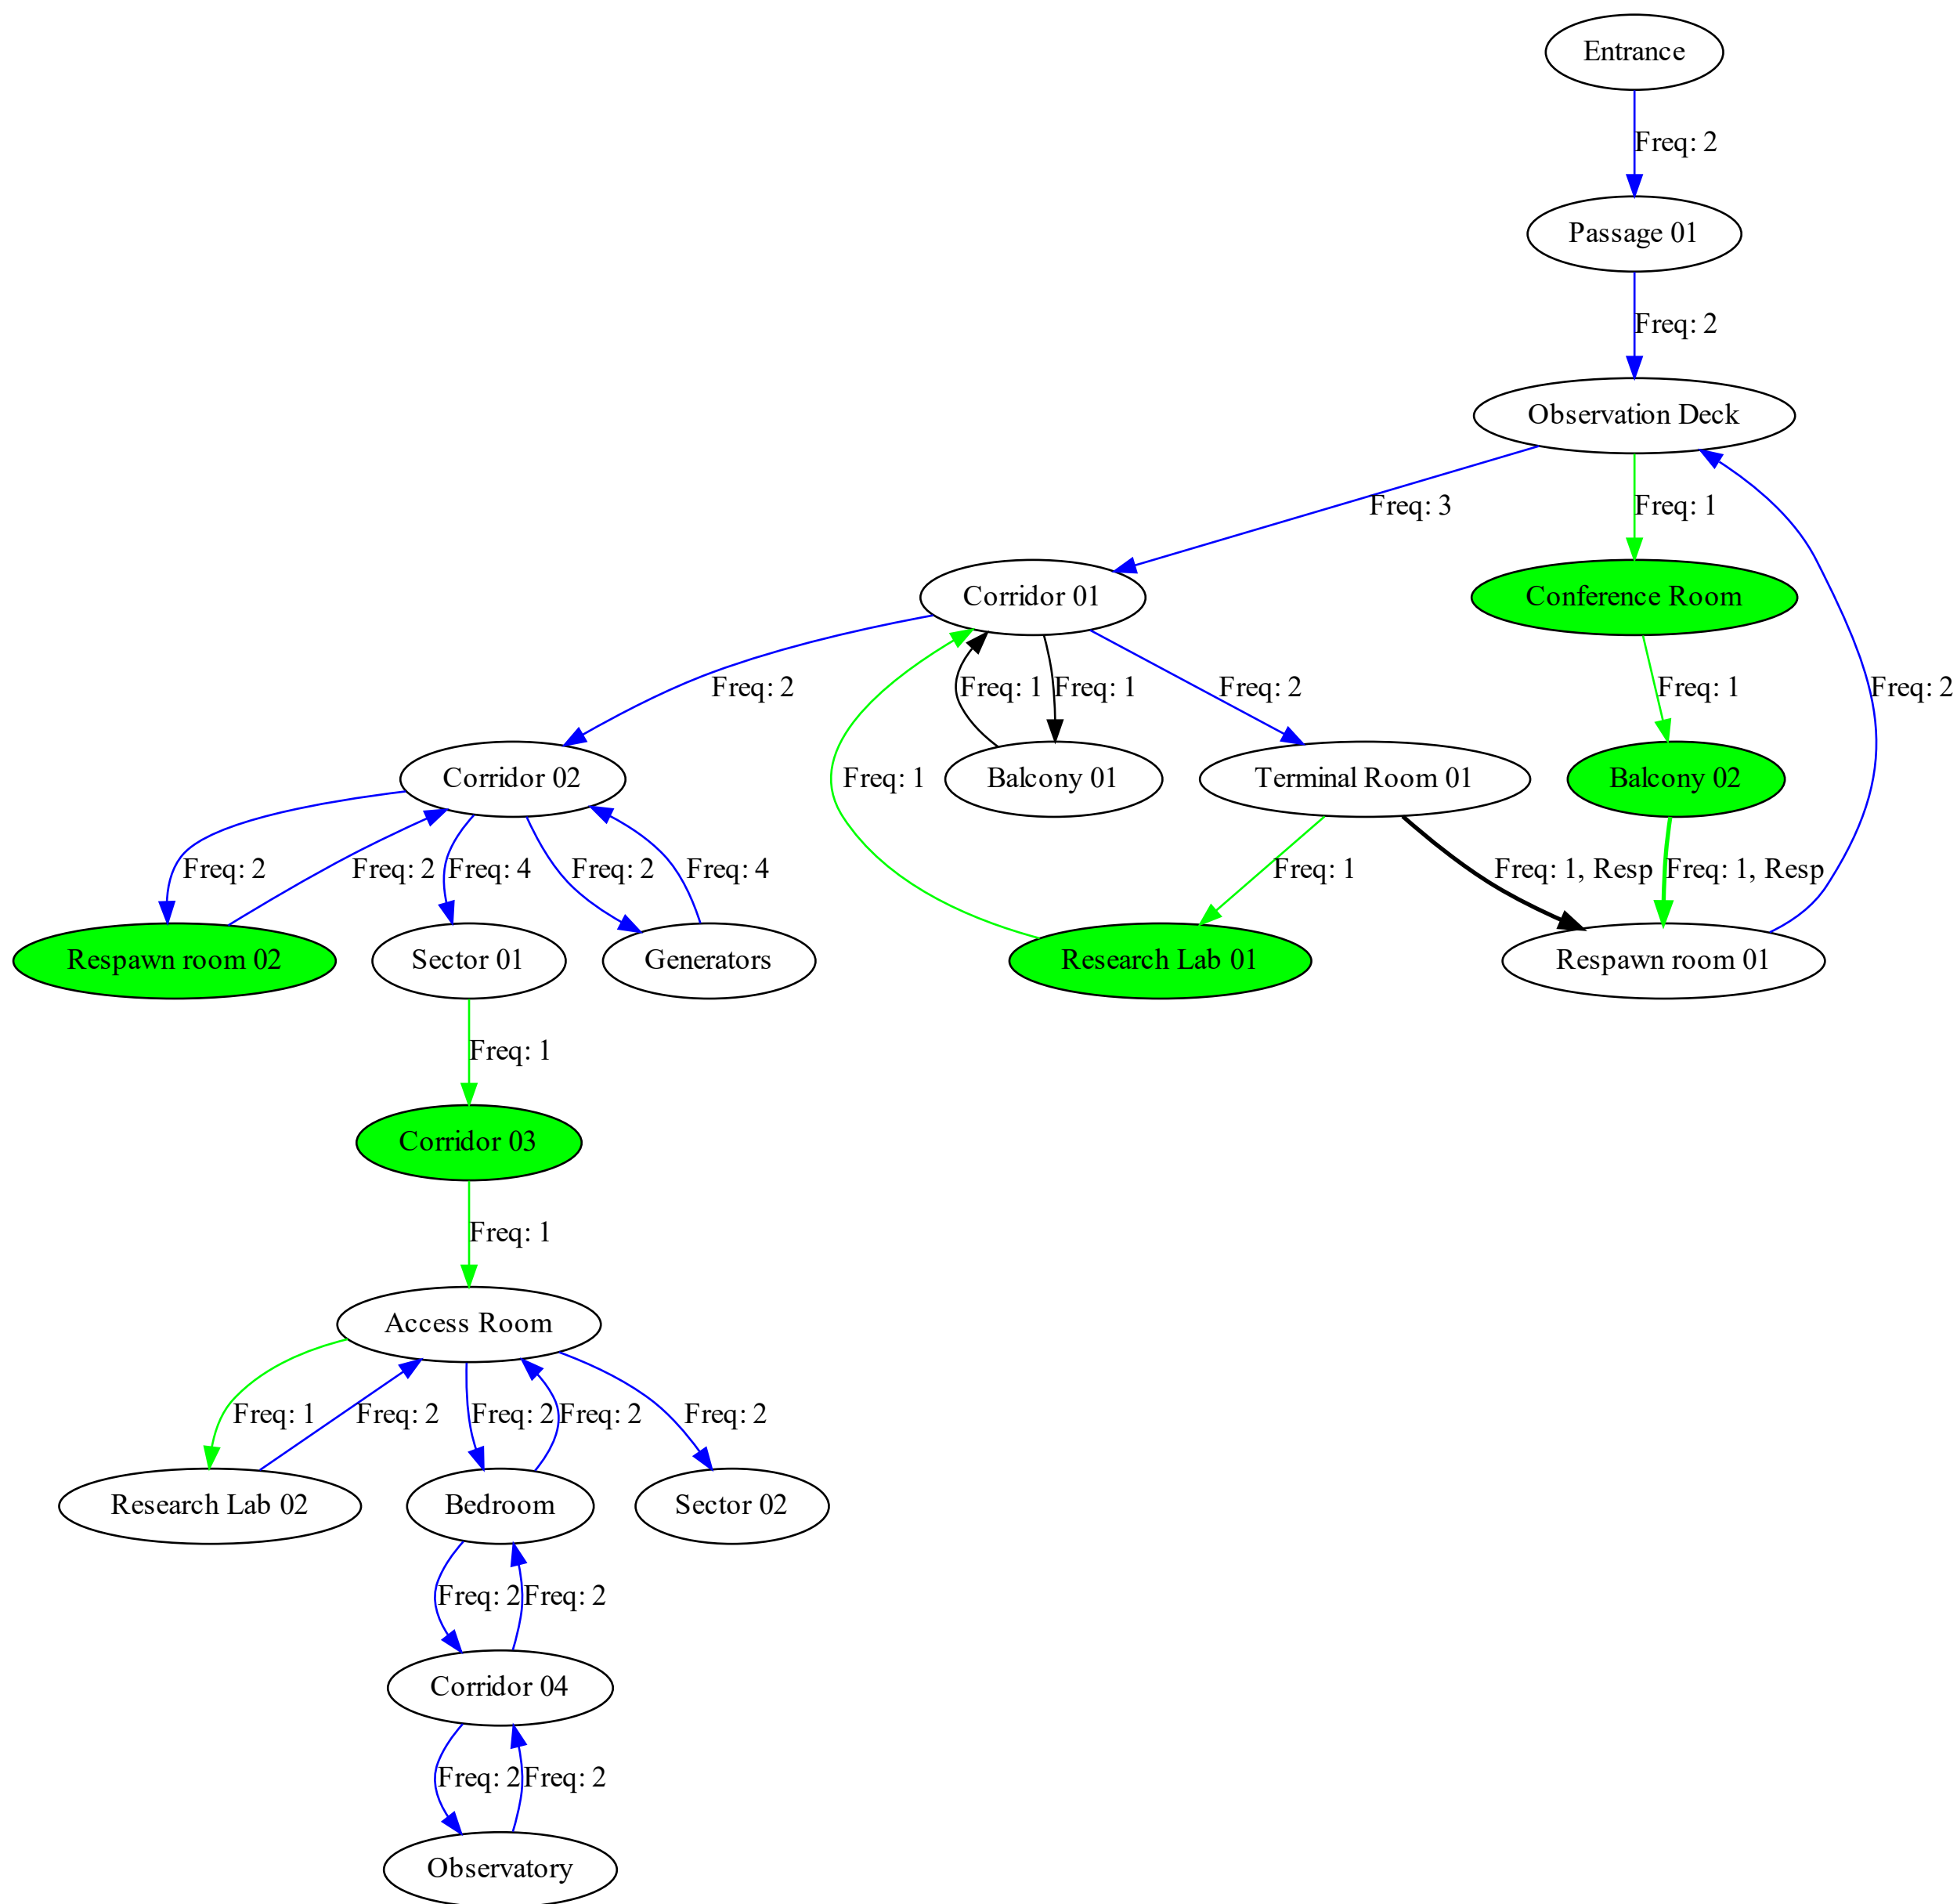 Entrance
Freq: 2
Passage 01
Freq: 2
Observation Deck
Freq: 3
Freq: 1
Corridor 01
Conference Room
Freq: 2
Freq: 1
Freq: 1
Freq: 2
Freq: 1
Freq: 2
Corridor 02
Freq: 1
Balcony 01
Terminal Room 01
Balcony 02
Freq: 2
Freq: 2
Freq: 4
Freq: 2
Freq: 4
Freq: 1
Freq: 1, Resp
Freq: 1, Resp
Respawn room 02
Sector 01
Generators
Research Lab 01
Respawn room 01
Freq: 1
Corridor 03
Freq: 1
Access Room
Freq: 1
Freq: 2
Freq: 2
Freq: 2
Freq: 2
Research Lab 02
Bedroom
Sector 02
Freq: 2
Freq: 2
Corridor 04
Freq: 2
Freq: 2
Observatory